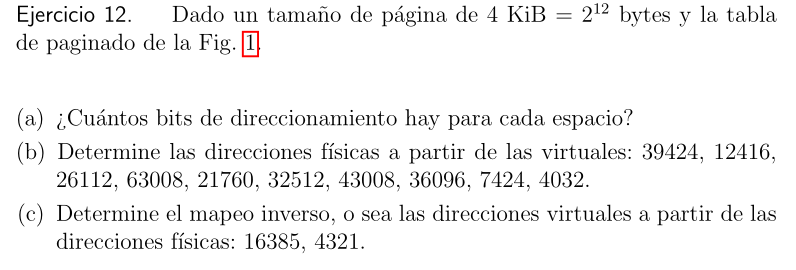 Ejercicio 12. Dado un tamaño de página de 4 KiB = 2¹² bytes y la tabla
de paginado de la Fig. 1.
(a) ¿Cuántos bits de direccionamiento hay para cada espacio?
(b) Determine las direcciones físicas a partir de las virtuales: 39424, 12416,
26112, 63008, 21760, 32512, 43008, 36096, 7424, 4032.
(c) Determine el mapeo inverso, o sea las direcciones virtuales a partir de las
direcciones físicas: 16385, 4321.